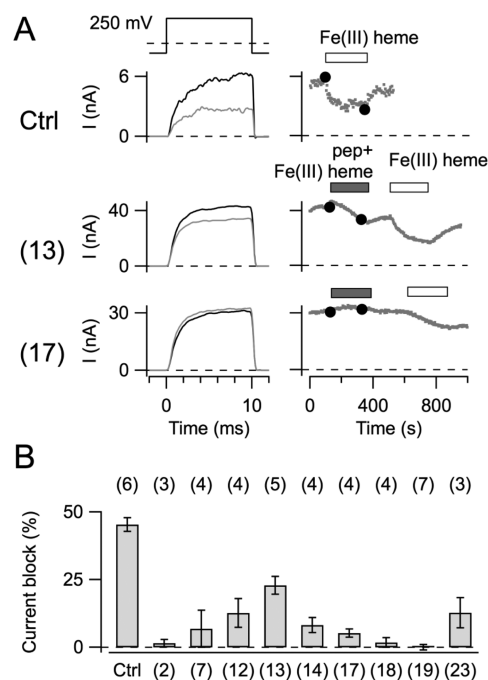 A
250 mV
Fe(III) heme
Ctrl
I (nA)
6
0
pep+
Fe(III) heme
Fe(III) heme
(13)
I (nA)
40
0
(17)
I (nA)
30
0
0
10
0
400
800
Time (ms)
Time (s)
B
(6) (3) (4) (4) (5) (4) (4) (4) (7) (3)
Current block (%)
50
25
0
Ctrl (2) (7) (12) (13) (14) (17) (18) (19) (23)